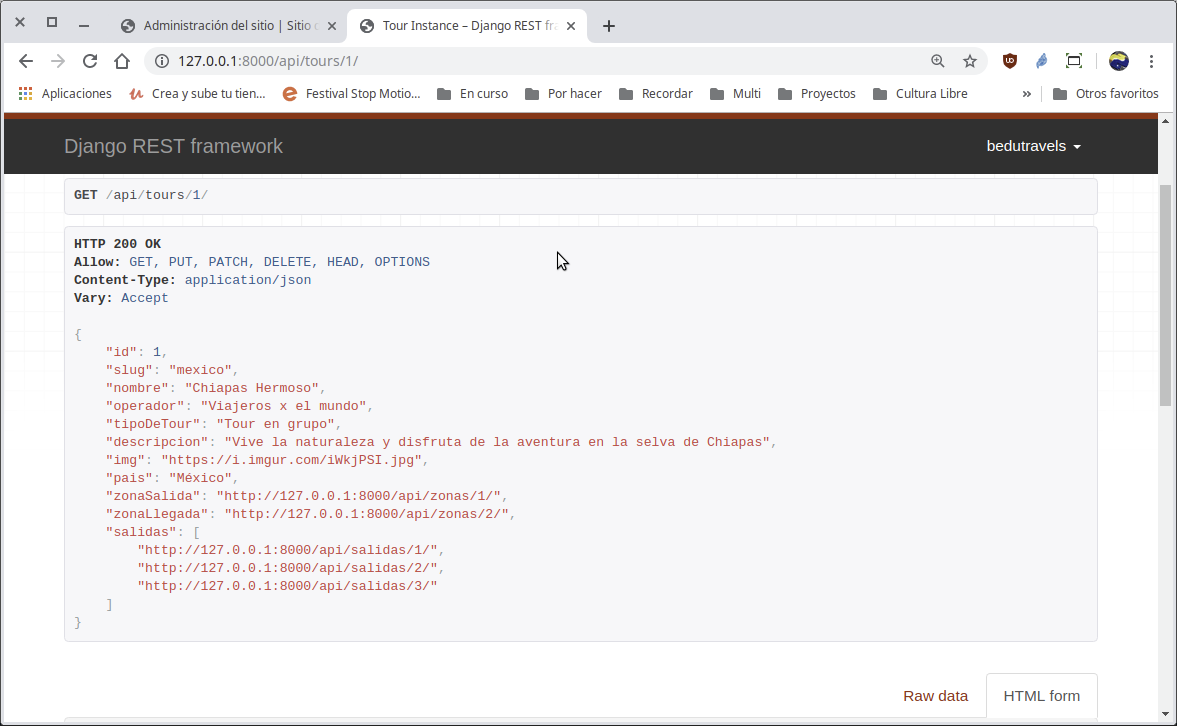 Administración del sitio | Sitio
Tour Instance – Django REST fr
127.0.0.1:8000/api/tours/1/
Aplicaciones
Crea y sube tu tien...
Festival Stop Motio...
En curso
Por hacer
Recordar
Multi
Proyectos
Cultura Libre
»
Otros favoritos
Django REST framework
bedutravels
GET /api/tours/1/
HTTP 200 OK
Allow: GET, PUT, PATCH, DELETE, HEAD, OPTIONS
Content-Type: application/json
Vary: Accept
{
    "id": 1,
    "slug": "mexico",
    "nombre": "Chiapas Hermoso",
    "operador": "Viajeros x el mundo",
    "tipoDeTour": "Tour en grupo",
    "descripcion": "Vive la naturaleza y disfruta de la aventura en la selva de Chiapas",
    "img": "https://i.imgur.com/iWkjPSI.jpg",
    "pais": "México",
    "zonaSalida": "http://127.0.0.1:8000/api/zonas/1/",
    "zonaLlegada": "http://127.0.0.1:8000/api/zonas/2/",
    "salidas": [
        "http://127.0.0.1:8000/api/salidas/1/",
        "http://127.0.0.1:8000/api/salidas/2/",
        "http://127.0.0.1:8000/api/salidas/3/"
    ]
}
Raw data
HTML form